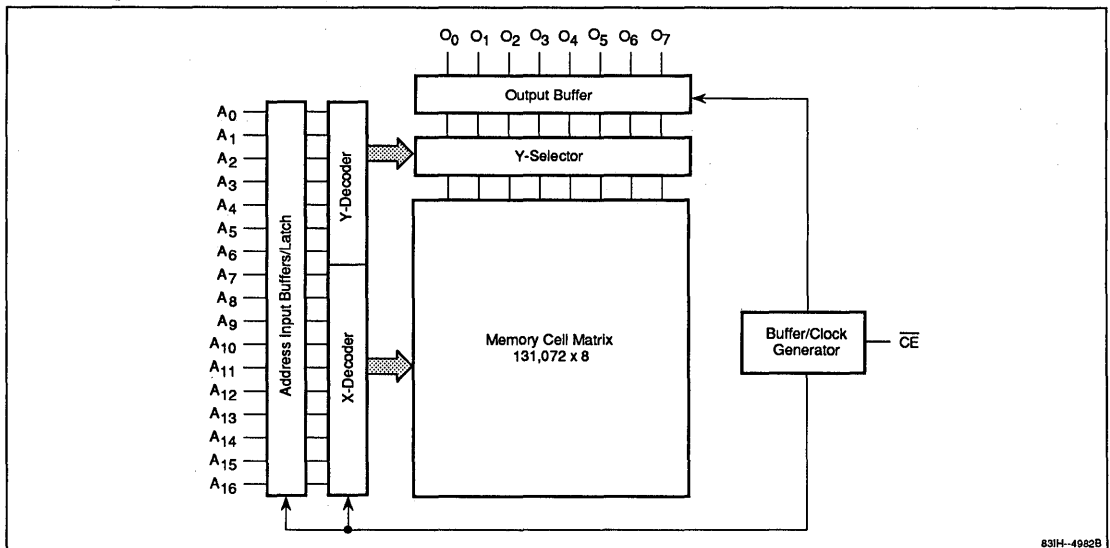 O0 O1 O2 O3 O4 O5 O6 O7
Output Buffer
Y-Selector
A0
A1
A2
A3
A4
A5
A6
A7
A8
A9
A10
A11
A12
A13
A14
A15
A16
Address Input Buffers/Latch
Y-Decoder
X-Decoder
Memory Cell Matrix
131,072 x 8
Buffer/Clock
Generator
C̅E̅
83IH--4982B